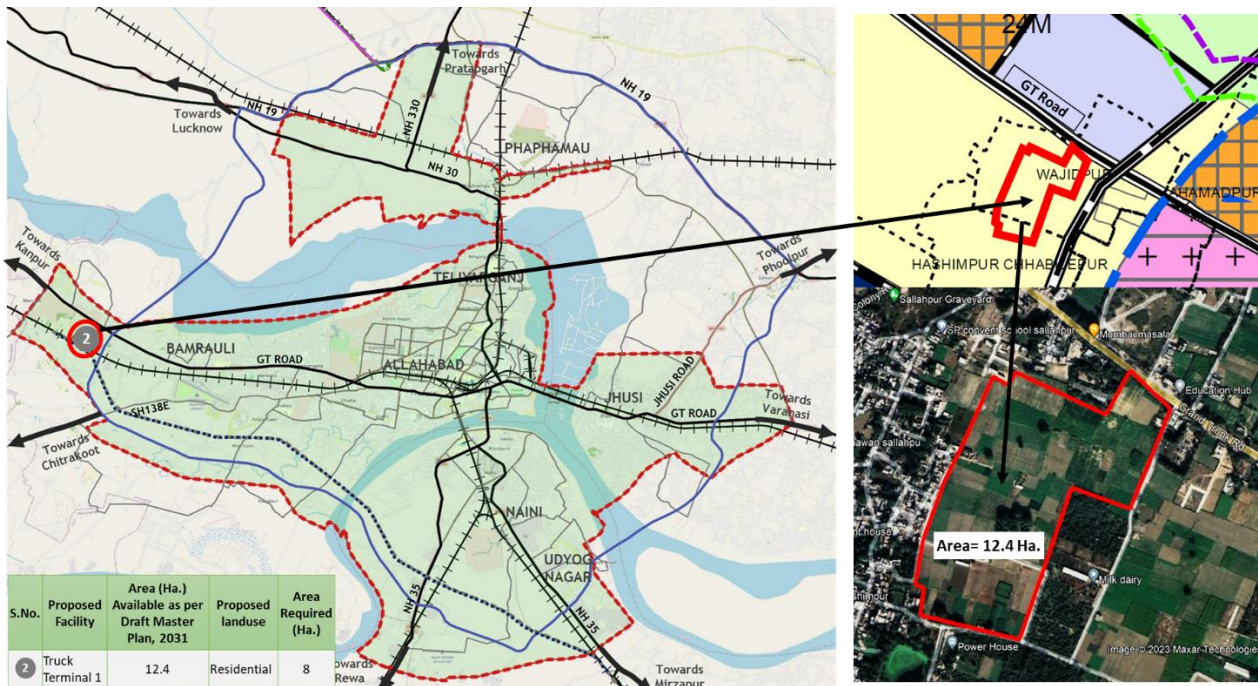 Towards
Pratapgarh
NH 19
NH 19
NH 330
Towards
Lucknow
NH 30
PHAPHAMAU
Towards
Kanpur
Towards
Phoolpur
TELIYARGANJ
2
BAMRAULI
GT ROAD
ALLAHABAD
JHUSI
JHUSI ROAD
GT ROAD
Towards
Varanasi
SH138E
Towards
Chitrakoot
NAINI
UDYOG
NAGAR
NH 35
NH 35
Towards
Rewa
Towards
Mirzapur
S.No.
Proposed
Facility
Area (Ha.)
Available as per
Draft Master
Plan, 2031
Proposed
landuse
Area
Required
(Ha.)
2
Truck
Terminal 1
12.4
Residential
8
24M
GT Road
WAJIDPUR
AHAMADPUR
HASHIMPUR CHHABILEPUR
Sallahpur Graveyard
SP convent school sallahpur
Mumbai masalay
Education Hub
Grand Trunk Rd
Area= 12.4 Ha.
Milk dairy
Power House
Image © 2023 Maxar Technologie